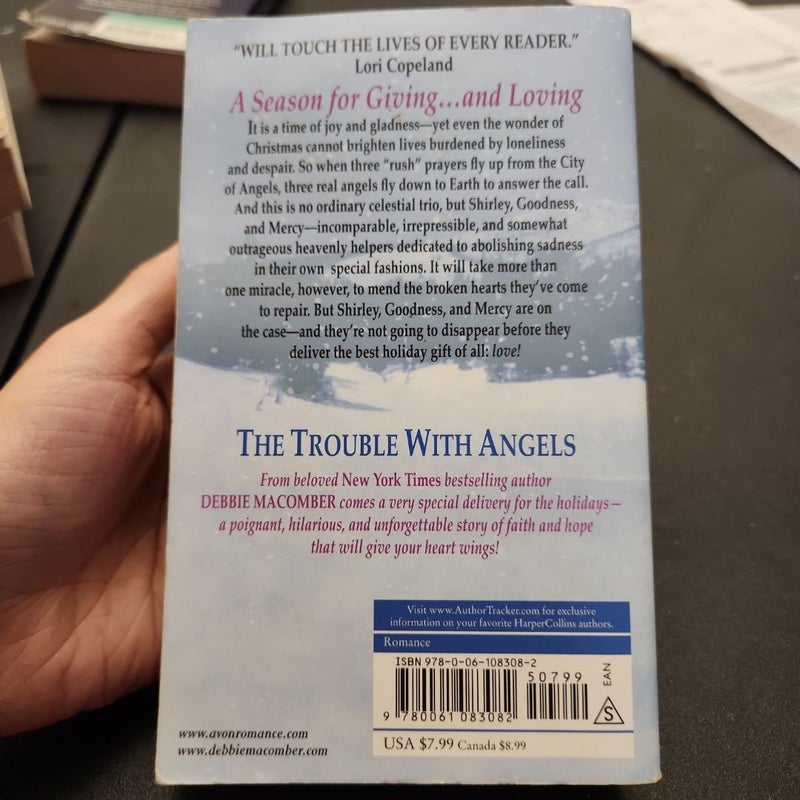 "WILL TOUCH THE LIVES OF EVERY READER."
Lori Copeland
A Season for Giving...and Loving
It is a time of joy and gladness—yet even the wonder of
Christmas cannot brighten lives burdened by loneliness
and despair. So when three "rush" prayers fly up from the City
of Angels, three real angels fly down to Earth to answer the call.
And this is no ordinary celestial trio, but Shirley, Goodness,
and Mercy—incomparable, irrepressible, and somewhat
outrageous heavenly helpers dedicated to abolishing sadness
in their own special fashions. It will take more than
one miracle, however, to mend the broken hearts they've come
to repair. But Shirley, Goodness, and Mercy are on
the case—and they're not going to disappear before they
deliver the best holiday gift of all: love!
THE TROUBLE WITH ANGELS
From beloved New York Times bestselling author
DEBBIE MACOMBER comes a very special delivery for the holidays—
a poignant, hilarious, and unforgettable story of faith and hope
that will give your heart wings!
Visit www.AuthorTracker.com for exclusive
information on your favorite HarperCollins authors.
Romance
ISBN 978-0-06-108308-2
50799
EAN
9 780061 083082
S
USA $7.99 Canada $8.99
www.avonromance.com
www.debbiemacomber.com